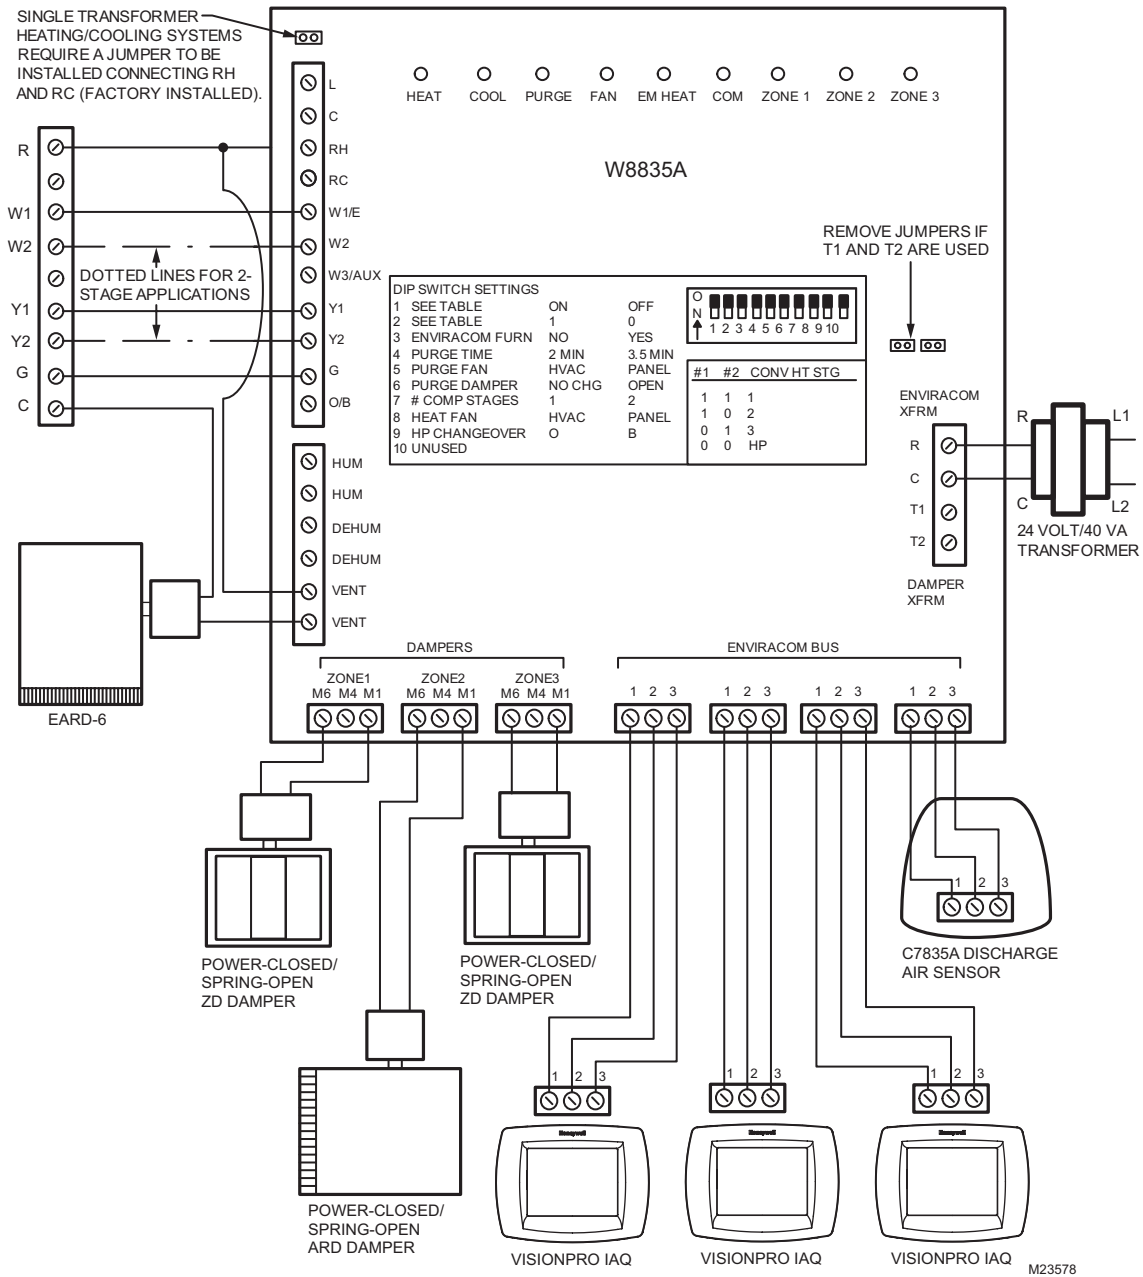 SINGLE TRANSFORMER
HEATING/COOLING SYSTEMS
REQUIRE A JUMPER TO BE
INSTALLED CONNECTING RH
AND RC (FACTORY INSTALLED).
HEAT COOL PURGE FAN EM HEAT COM ZONE 1 ZONE 2 ZONE 3
W8835A
L
C
RH
RC
W1/E
W2
W3/AUX
Y1
Y2
G
O/B
R
W1
W2
Y1
Y2
G
C
DOTTED LINES FOR 2-
STAGE APPLICATIONS
REMOVE JUMPERS IF
T1 AND T2 ARE USED
DIP SWITCH SETTINGS
1 SEE TABLE ON OFF
2 SEE TABLE 1 0
3 ENVIRACOM FURN NO YES
4 PURGE TIME 2 MIN 3.5 MIN
5 PURGE FAN HVAC PANEL
6 PURGE DAMPER NO CHG OPEN
7 # COMP STAGES 1 2
8 HEAT FAN HVAC PANEL
9 HP CHANGEOVER O B
10 UNUSED
O
N
1 2 3 4 5 6 7 8 9 10
#1 #2 CONV HT STG
1 1 1
1 0 2
0 1 3
0 0 HP
ENVIRACOM
XFRM
R
C
T1
T2
DAMPER
XFRM
R
C
L1
L2
24 VOLT/40 VA
TRANSFORMER
HUM
HUM
DEHUM
DEHUM
VENT
VENT
EARD-6
DAMPERS
ZONE1 ZONE2 ZONE3
M6 M4 M1 M6 M4 M1 M6 M4 M1
ENVIRACOM BUS
1 2 3 1 2 3 1 2 3 1 2 3
POWER-CLOSED/
SPRING-OPEN
ZD DAMPER
POWER-CLOSED/
SPRING-OPEN
ZD DAMPER
1 2 3
C7835A DISCHARGE
AIR SENSOR
POWER-CLOSED/
SPRING-OPEN
ARD DAMPER
1 2 3
1 2 3
1 2 3
Honeywell
Honeywell
Honeywell
VISIONPRO IAQ
VISIONPRO IAQ
VISIONPRO IAQ
M23578